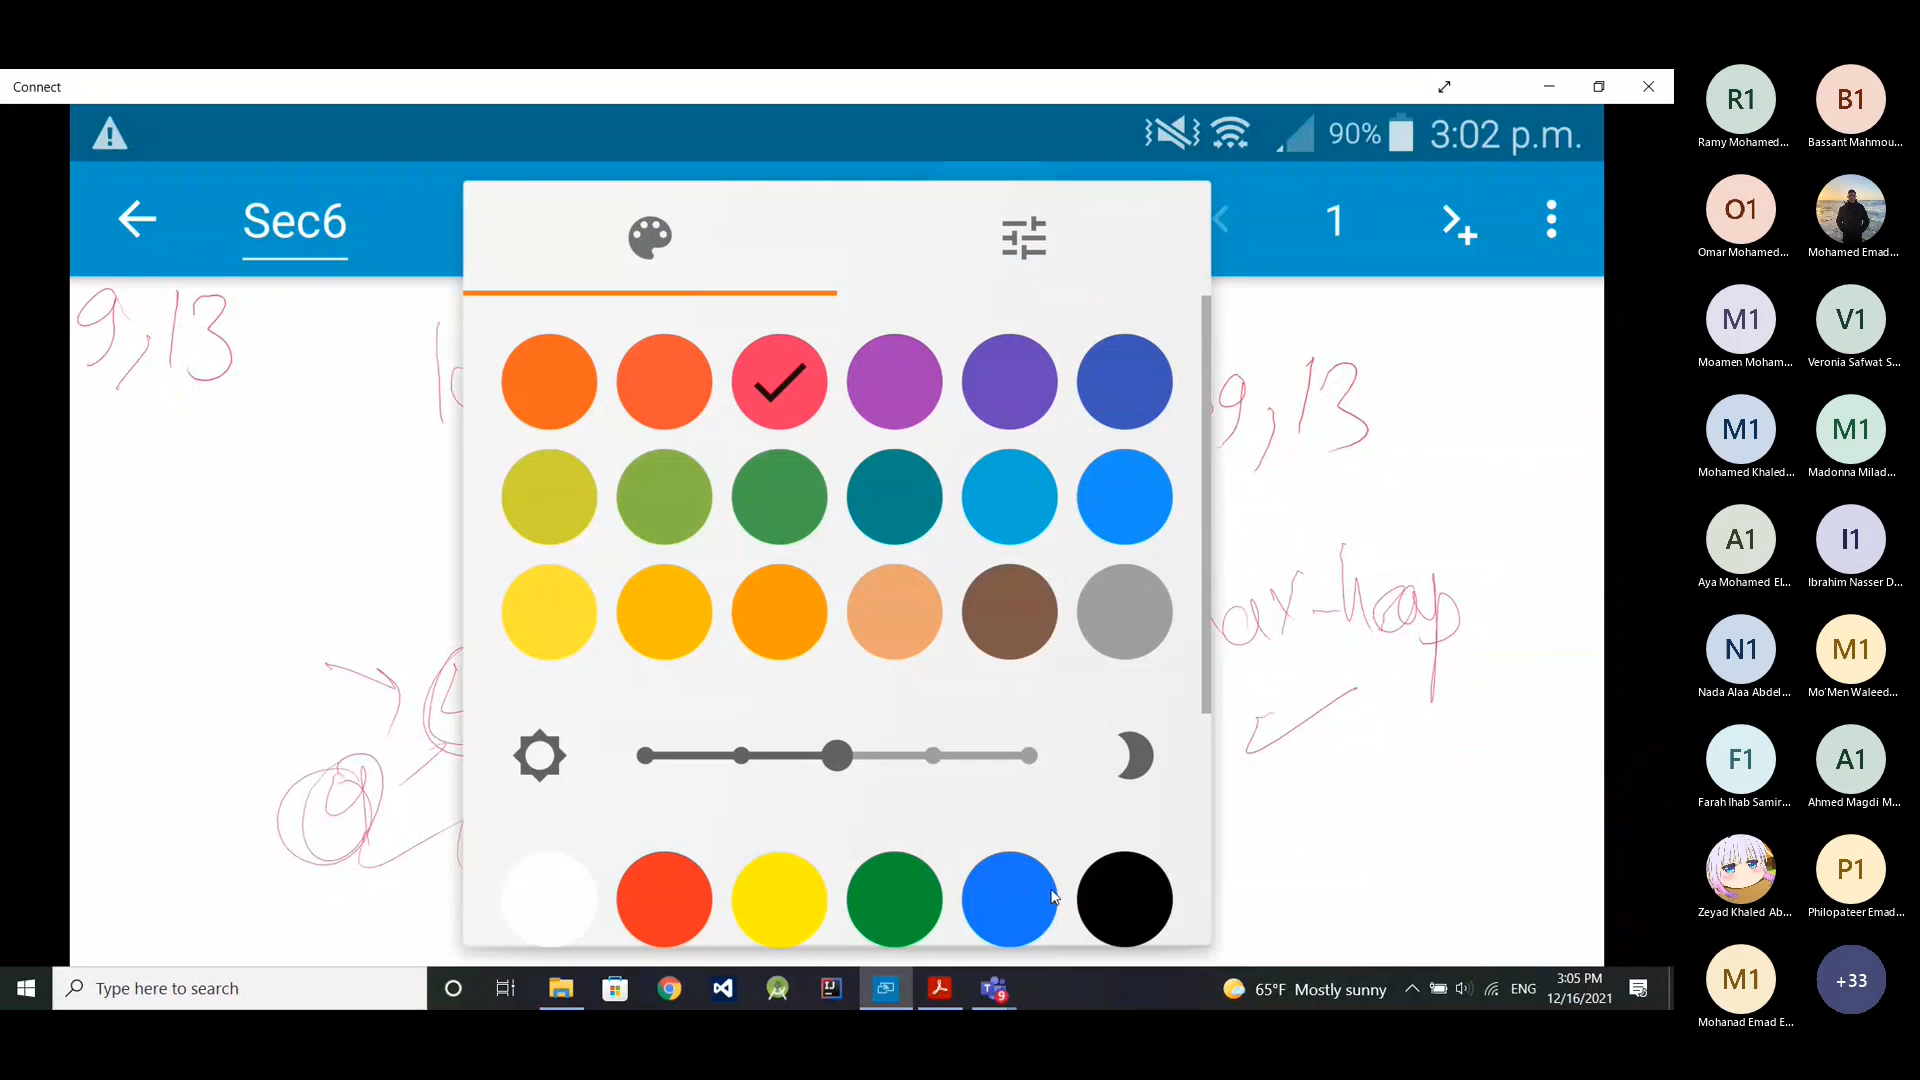 Connect
90% 3:02 p.m.
Sec6
1
9,13
9,13
ax-heap
9
R1
Ramy Mohamed...
B1
Bassant Mahmou...
O1
Omar Mohamed...
Mohamed Emad...
M1
Moamen Moham...
V1
Veronia Safwat S...
M1
Mohamed Khaled...
M1
Madonna Milad...
A1
Aya Mohamed El...
I1
Ibrahim Nasser D...
N1
Nada Alaa Abdel...
M1
Mo'Men Waleed...
F1
Farah Ihab Samir...
A1
Ahmed Magdi M...
Zeyad Khaled Ab...
P1
Philopateer Emad...
M1
Mohanad Emad E...
+33
Type here to search
9
65°F Mostly sunny
ENG
3:05 PM
12/16/2021